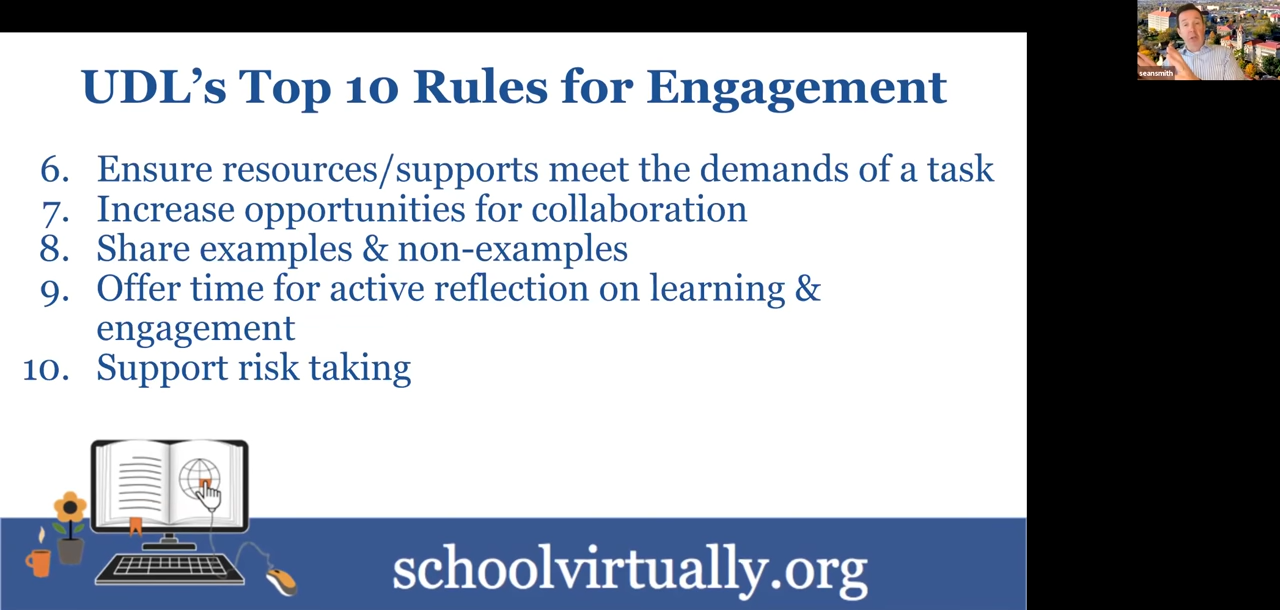 UDL's Top 10 Rules for Engagement
6. Ensure resources/supports meet the demands of a task
7. Increase opportunities for collaboration
8. Share examples & non-examples
9. Offer time for active reflection on learning &
engagement
10. Support risk taking
schoolvirtually.org
seansmith